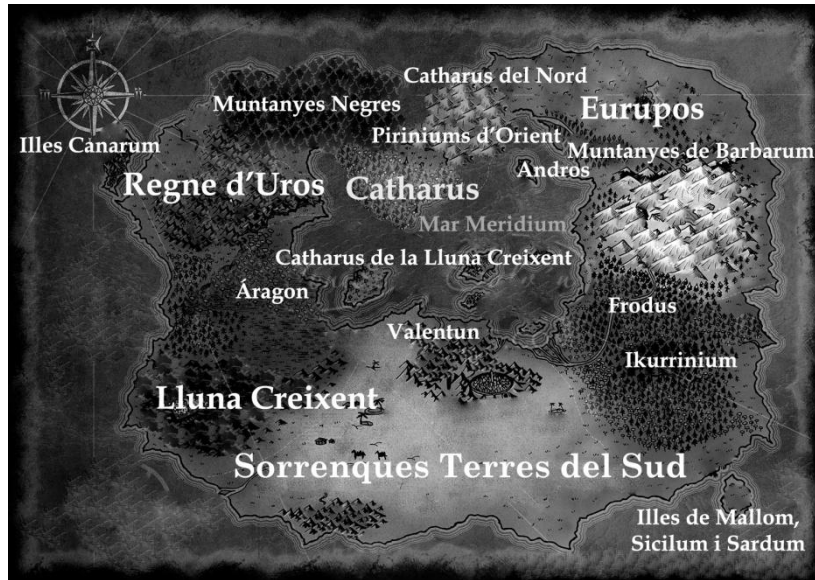 Catharus del Nord
Muntanyes Negres
Eurupos
Piriniums d'Orient
Illes Canarum
Muntanyes de Barbarum
Andros
Regne d'Uros
Catharus
Mar Meridium
Catharus de la Lluna Creixent
Áragon
Frodus
Valentun
Ikurrinium
Lluna Creixent
Sorrenques Terres del Sud
Illes de Mallom,
Sicilum i Sardum